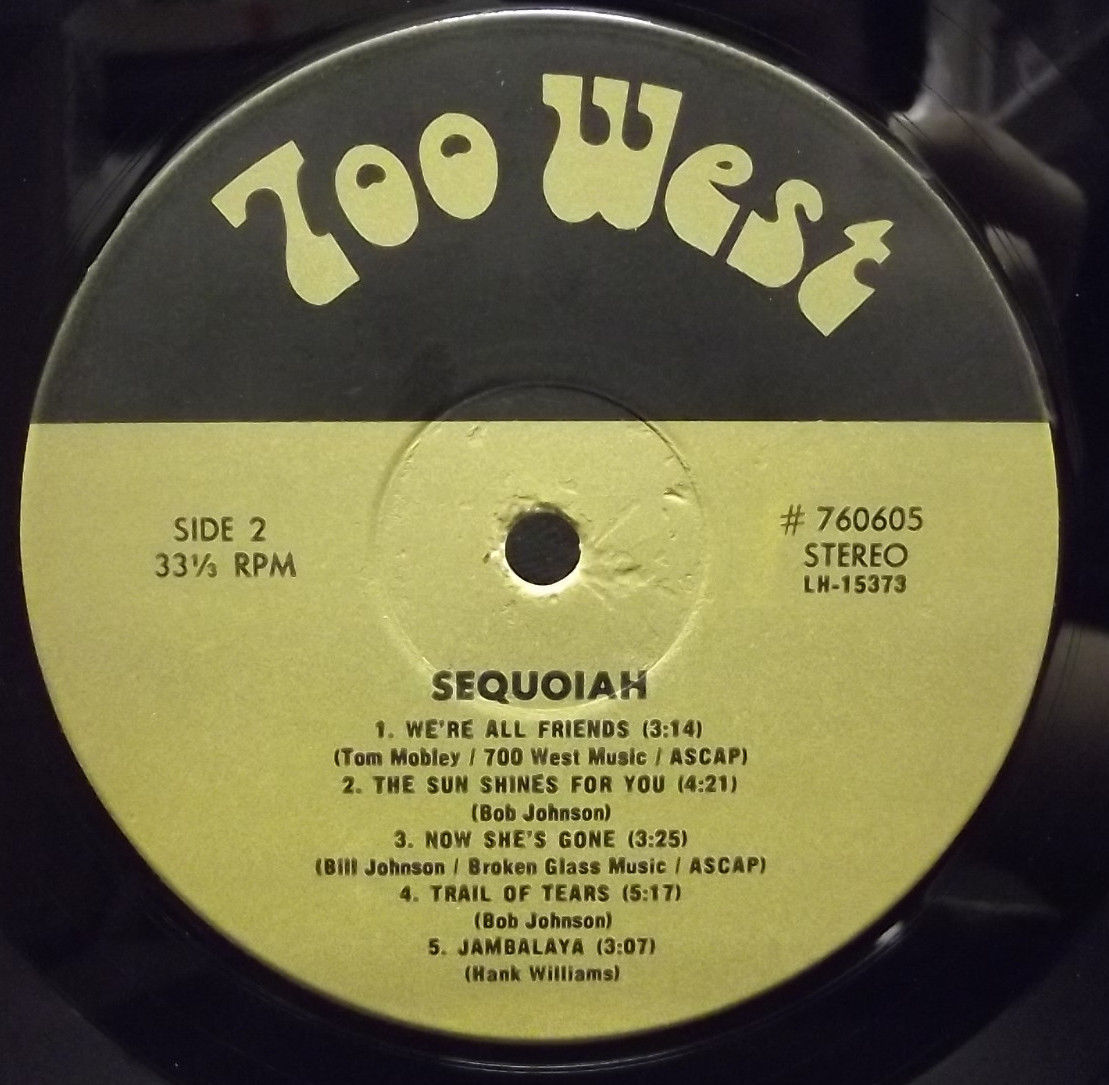 700 West
SIDE 2
33⅓ RPM
# 760605
STEREO
LH-15373
SEQUOIAH
1. WE'RE ALL FRIENDS (3:14)
(Tom Mobley / 700 West Music / ASCAP)
2. THE SUN SHINES FOR YOU (4:21)
(Bob Johnson)
3. NOW SHE'S GONE (3:25)
(Bill Johnson / Broken Glass Music / ASCAP)
4. TRAIL OF TEARS (5:17)
(Bob Johnson)
5. JAMBALAYA (3:07)
(Hank Williams)